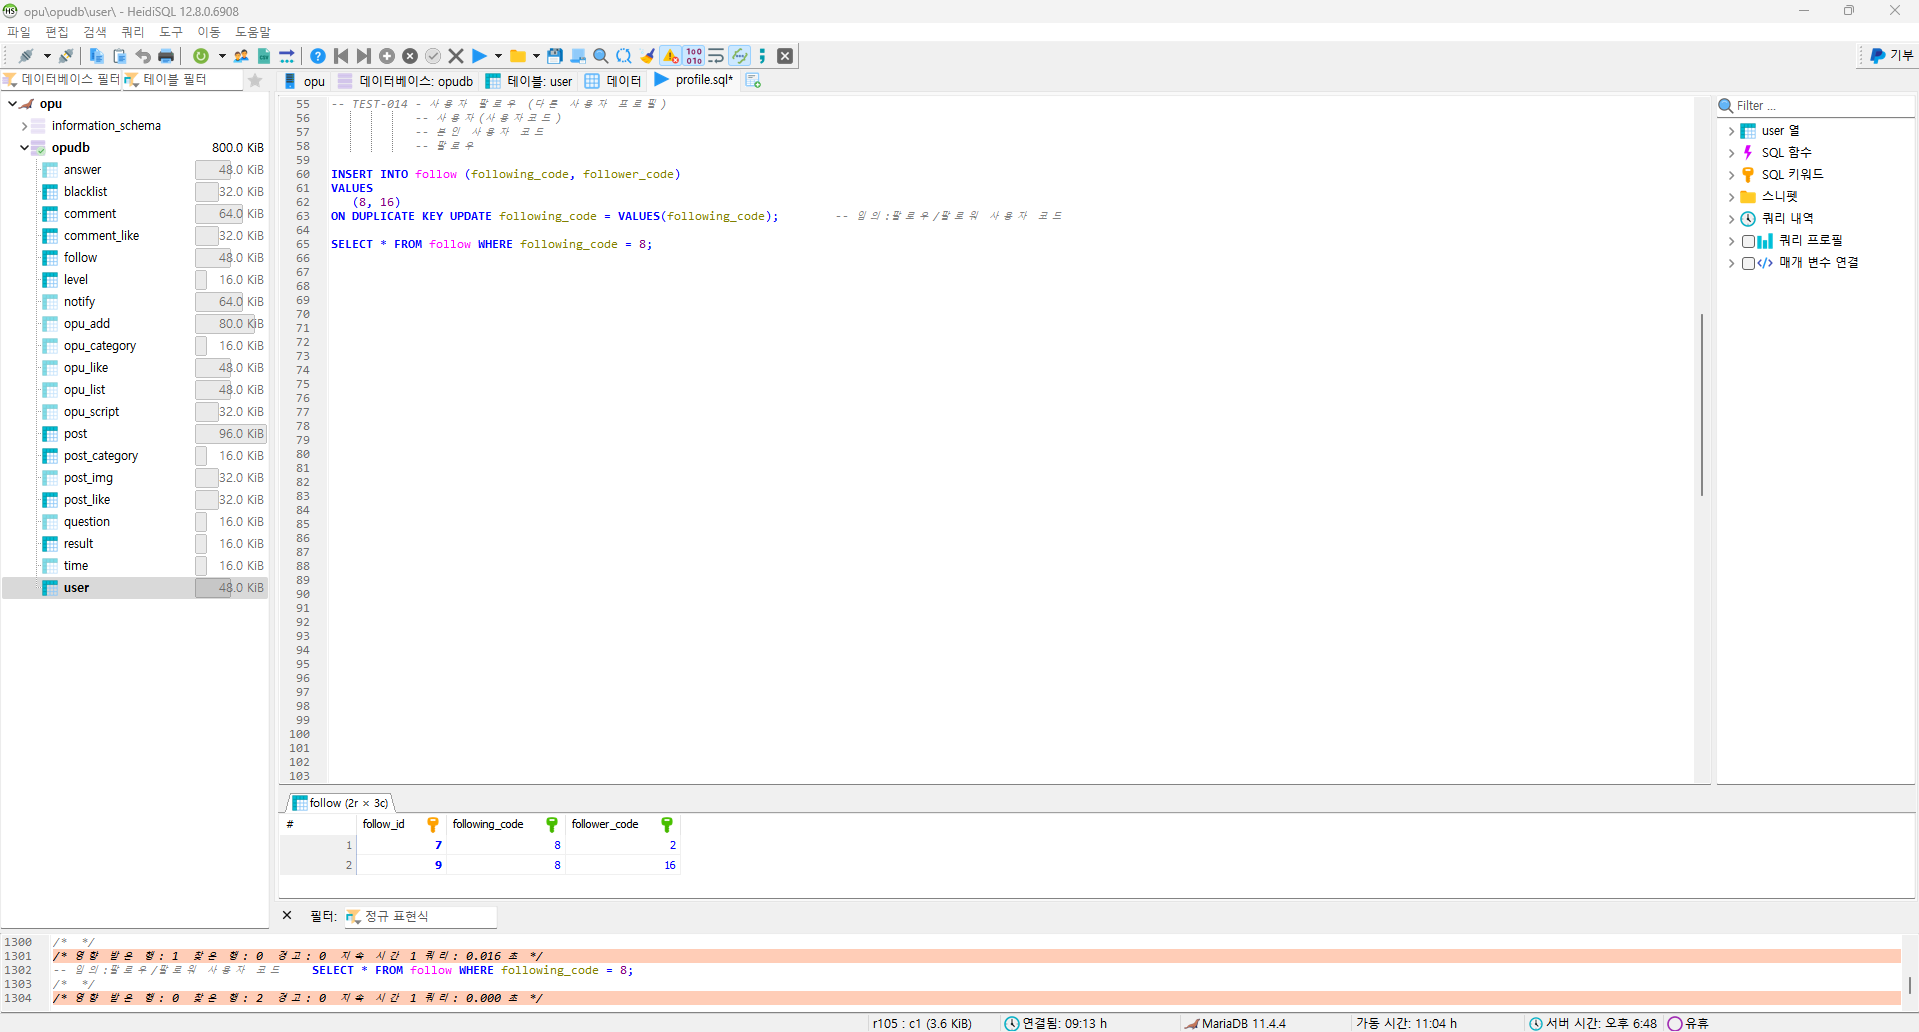 opu\opudb\user\ - HeidiSQL 12.8.0.6908
파일 편집 검색 쿼리 도구 이동 도움말
기부
데이터베이스 필터 테이블 필터
opu 데이터베이스: opudb 테이블: user 데이터 profile.sql*
opu
information_schema
opudb 800.0 KiB
answer 48.0 KiB
blacklist 32.0 KiB
comment 64.0 KiB
comment_like 32.0 KiB
follow 48.0 KiB
level 16.0 KiB
notify 64.0 KiB
opu_add 80.0 KiB
opu_category 16.0 KiB
opu_like 48.0 KiB
opu_list 48.0 KiB
opu_script 32.0 KiB
post 96.0 KiB
post_category 16.0 KiB
post_img 32.0 KiB
post_like 32.0 KiB
question 16.0 KiB
result 16.0 KiB
time 16.0 KiB
user 48.0 KiB
55 -- TEST-014 - 사용자 팔로우 (다른 사용자 프로필)
56 -- 사용자(사용자코드)
57 -- 본인 사용자 코드
58 -- 팔로우
59
60 INSERT INTO follow (following_code, follower_code)
61 VALUES
62 (8, 16)
63 ON DUPLICATE KEY UPDATE following_code = VALUES(following_code); -- 임의:팔로우/팔로워 사용자 코드
64
65 SELECT * FROM follow WHERE following_code = 8;
66
67
68
69
70
71
72
73
74
75
76
77
78
79
80
81
82
83
84
85
86
87
88
89
90
91
92
93
94
95
96
97
98
99
100
101
102
103
Filter ...
user 열
SQL 함수
SQL 키워드
스니펫
쿼리 내역
쿼리 프로필
매개 변수 연결
follow (2r × 3c)
# follow_id following_code follower_code
1 7 8 2
2 9 8 16
필터: 정규 표현식
1300 /* */
1301 /* 영향 받은 행: 1 찾은 행: 0 경고: 0 지속 시간 1 쿼리: 0.016 초 */
1302 -- 임의:팔로우/팔로워 사용자 코드 SELECT * FROM follow WHERE following_code = 8;
1303 /* */
1304 /* 영향 받은 행: 0 찾은 행: 2 경고: 0 지속 시간 1 쿼리: 0.000 초 */
r105 : c1 (3.6 KiB) 연결됨: 09:13 h MariaDB 11.4.4 가동 시간: 11:04 h 서버 시간: 오후 6:48 유휴